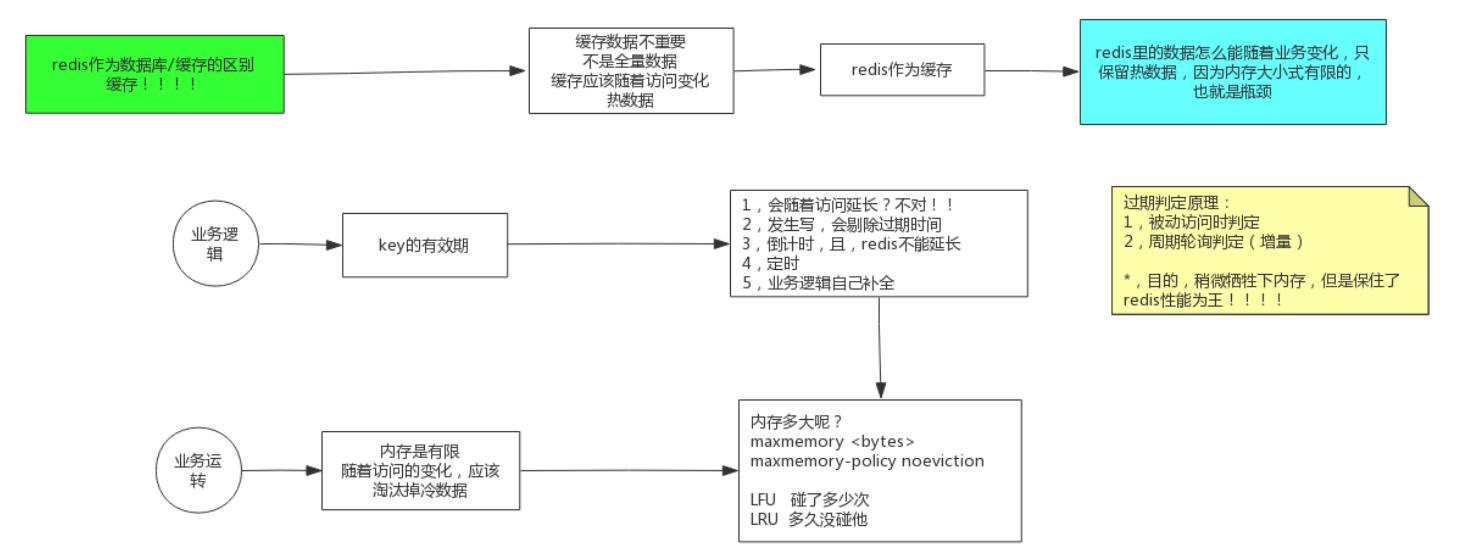 redis作为数据库/缓存的区别
缓存！！！！
缓存数据不重要
不是全量数据
缓存应该随着访问变化
热数据
redis作为缓存
redis里的数据怎么能随着业务变化，只
保留热数据，因为内存大小式有限的，
也就是瓶颈
业务逻
辑
key的有效期
1，会随着访问延长？不对！！
2，发生写，会剔除过期时间
3，倒计时，且，redis不能延长
4，定时
5，业务逻辑自己补全
过期判定原理：
1，被动访问时判定
2，周期轮询判定（增量）
*，目的，稍微牺牲下内存，但是保住了
redis性能为王！！！！
业务运
转
内存是有限
随着访问的变化，应该
淘汰掉冷数据
内存多大呢？
maxmemory <bytes>
maxmemory-policy noeviction
LFU 碰了多少次
LRU 多久没碰他